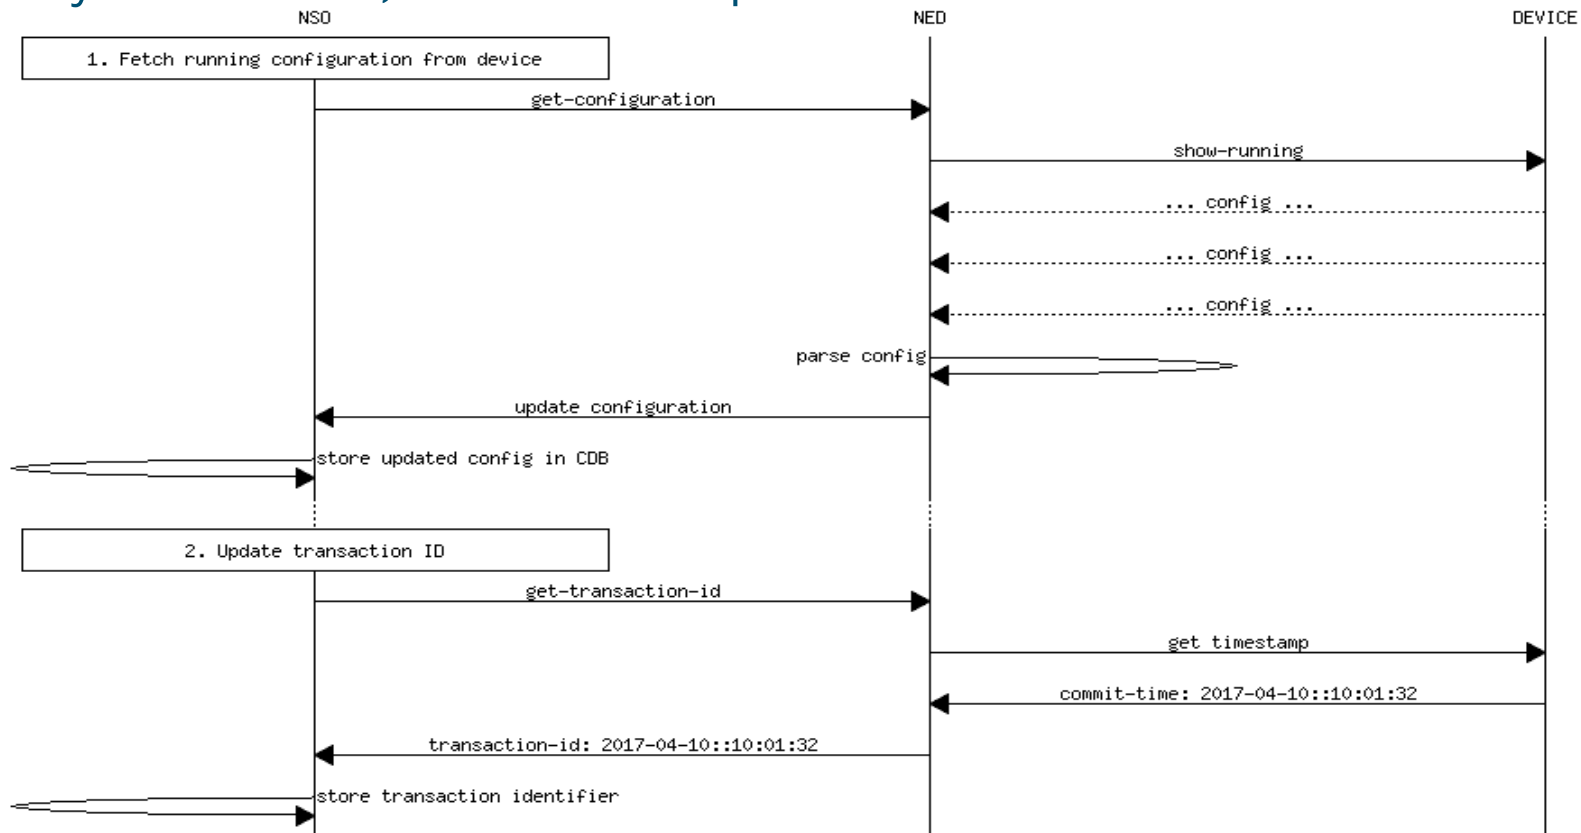 NSO NED DEVICE
1. Fetch running configuration from device
get-configuration
show-running
... config ...
... config ...
... config ...
parse config
update configuration
store updated config in CDB
2. Update transaction ID
get-transaction-id
get timestamp
commit-time: 2017-04-10::10:01:32
transaction-id: 2017-04-10::10:01:32
store transaction identifier